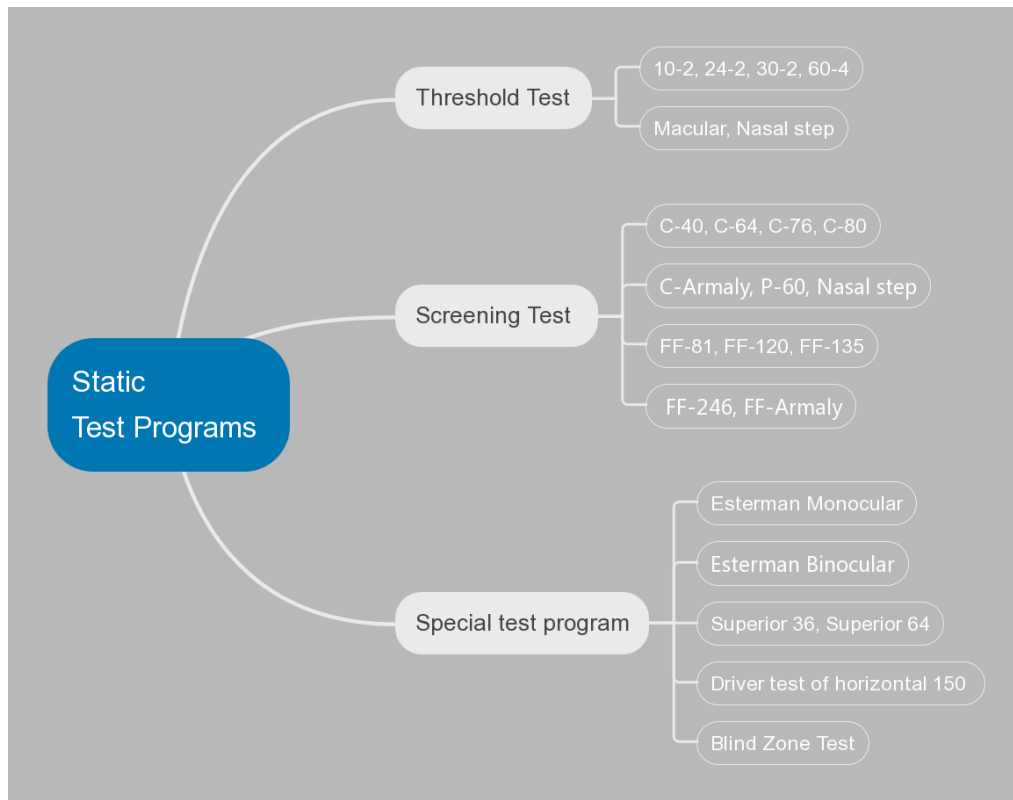 Static
Test Programs
Threshold Test
10-2, 24-2, 30-2, 60-4
Macular, Nasal step
Screening Test
C-40, C-64, C-76, C-80
C-Armaly, P-60, Nasal step
FF-81, FF-120, FF-135
FF-246, FF-Armaly
Special test program
Esterman Monocular
Esterman Binocular
Superior 36, Superior 64
Driver test of horizontal 150
Blind Zone Test